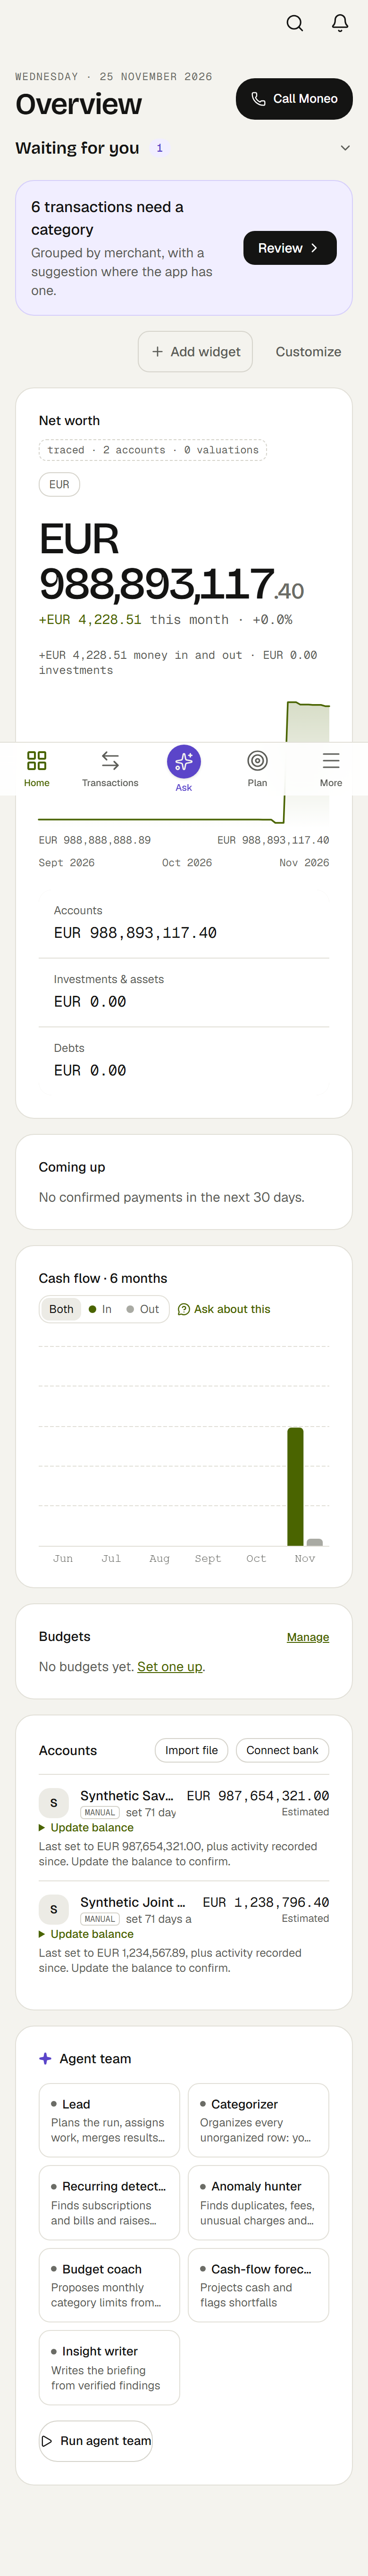 WEDNESDAY · 25 NOVEMBER 2026
Overview
Call Moneo
Waiting for you 1
6 transactions need a
category
Grouped by merchant, with a
suggestion where the app has
one.
Review
Add widget
Customize
Net worth
traced · 2 accounts · 0 valuations
EUR
EUR
988,893,117.40
+EUR 4,228.51 this month · +0.0%
+EUR 4,228.51 money in and out · EUR 0.00
investments
Home
Transactions
Ask
Plan
More
EUR 988,888,888.89
EUR 988,893,117.40
Sept 2026
Oct 2026
Nov 2026
Accounts
EUR 988,893,117.40
Investments & assets
EUR 0.00
Debts
EUR 0.00
Coming up
No confirmed payments in the next 30 days.
Cash flow · 6 months
Both
In
Out
Ask about this
Jun
Jul
Aug
Sept
Oct
Nov
Budgets
Manage
No budgets yet. Set one up.
Accounts
Import file
Connect bank
S
Synthetic Sav...
EUR 987,654,321.00
MANUAL set 71 day
Estimated
Update balance
Last set to EUR 987,654,321.00, plus activity recorded
since. Update the balance to confirm.
S
Synthetic Joint ...
EUR 1,238,796.40
MANUAL set 71 days a
Estimated
Update balance
Last set to EUR 1,234,567.89, plus activity recorded
since. Update the balance to confirm.
Agent team
Lead
Plans the run, assigns
work, merges results...
Categorizer
Organizes every
unorganized row: yo...
Recurring detect...
Finds subscriptions
and bills and raises...
Anomaly hunter
Finds duplicates, fees,
unusual charges and...
Budget coach
Proposes monthly
category limits from...
Cash-flow forec...
Projects cash and
flags shortfalls
Insight writer
Writes the briefing
from verified findings
Run agent team